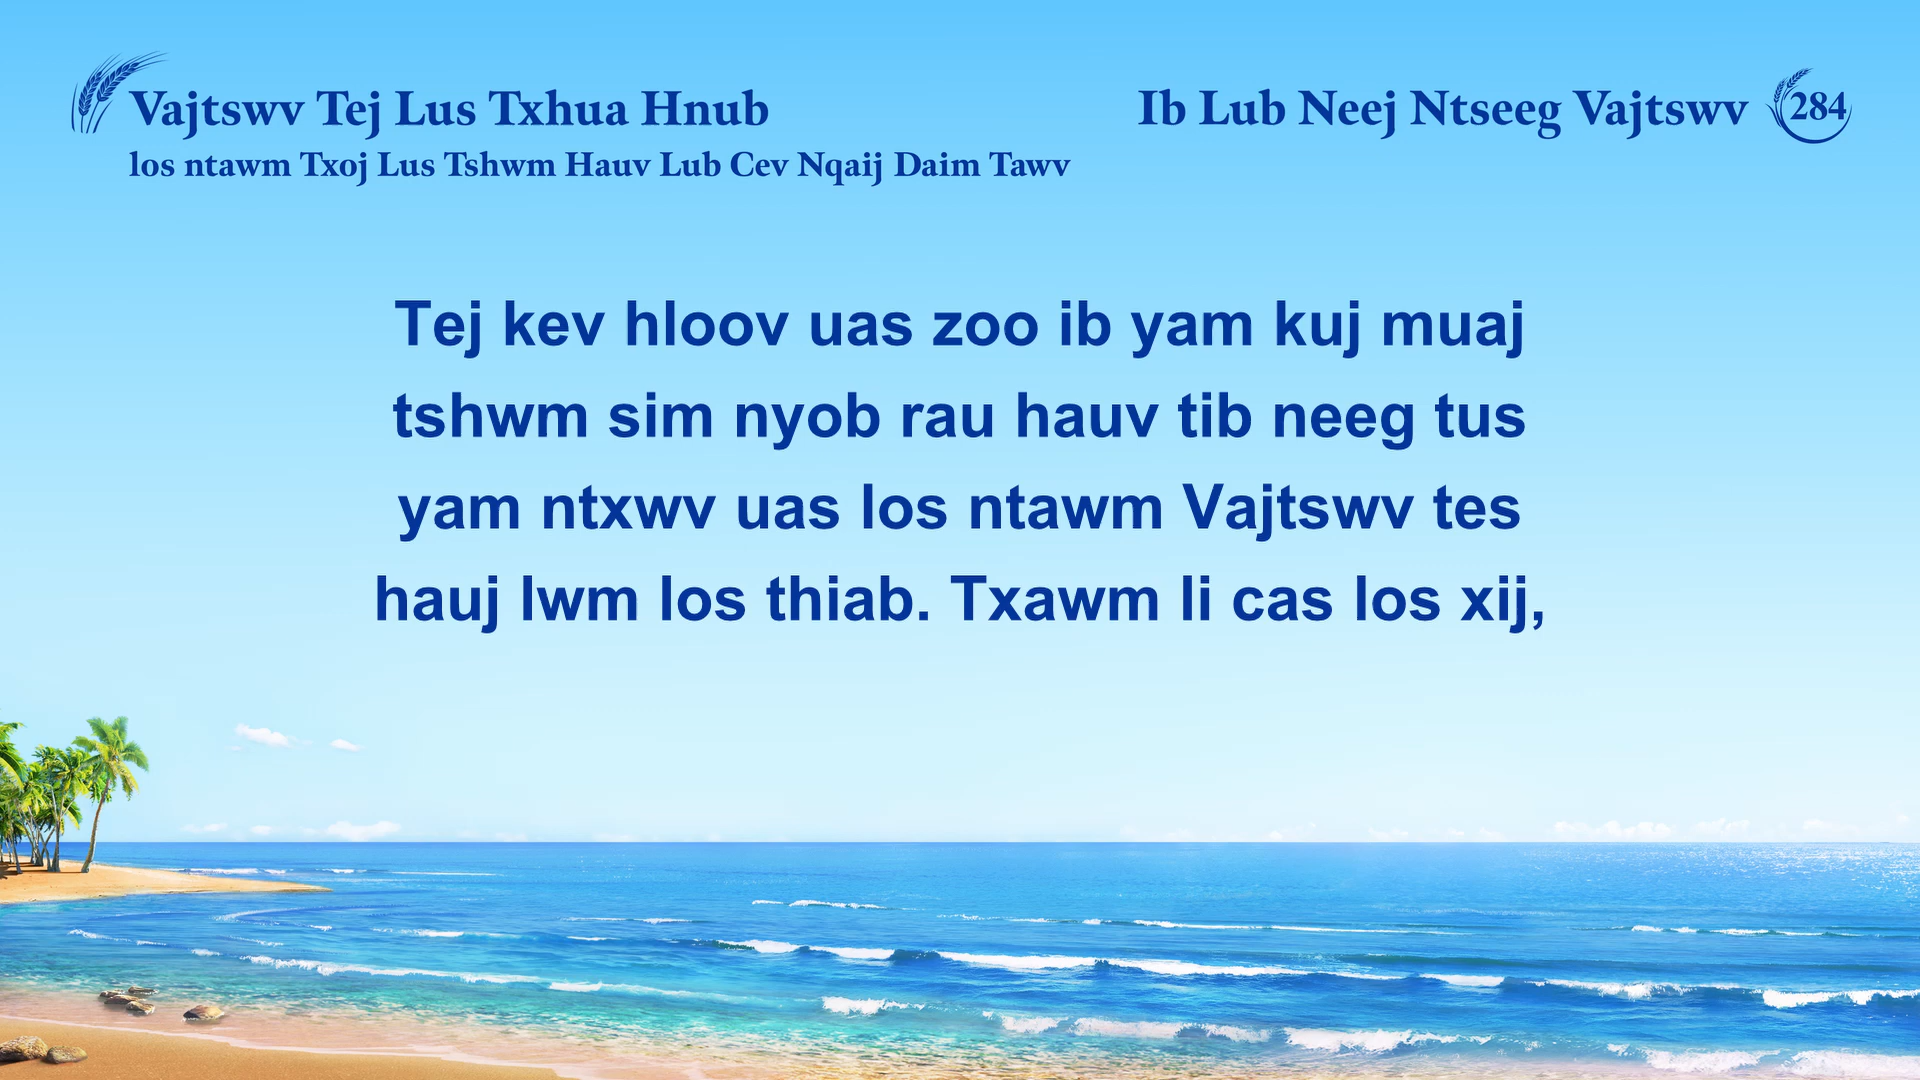 Vajtswv Tej Lus Txhua Hnub
los ntawm Txoj Lus Tshwm Hauv Lub Cev Nqaij Daim Tawv
Ib Lub Neej Ntseeg Vajtswv 284
Tej kev hloov uas zoo ib yam kuj muaj
tshwm sim nyob rau hauv tib neeg tus
yam ntxwv uas los ntawm Vajtswv tes
hauj lwm los thiab. Txawm li cas los xij,